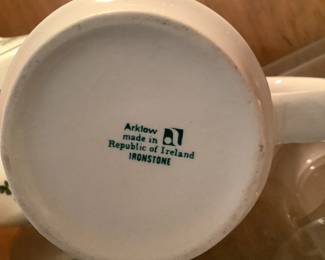 Arklow
made in
Republic of Ireland
IRONSTONE